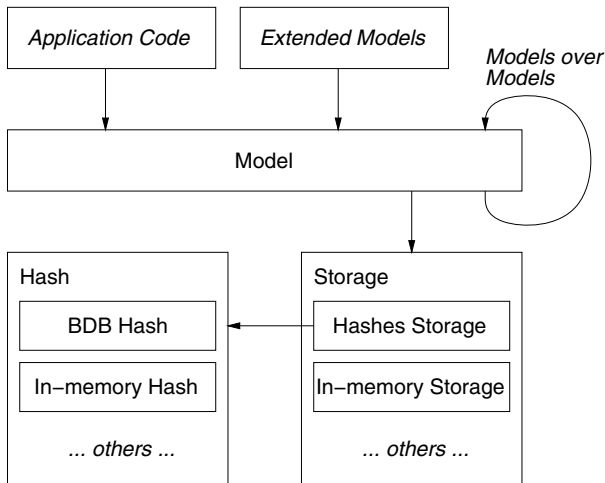 Application Code
Extended Models
Models over
Models
Model
Hash
BDB Hash
In-memory Hash
... others ...
Storage
Hashes Storage
In-memory Storage
... others ...